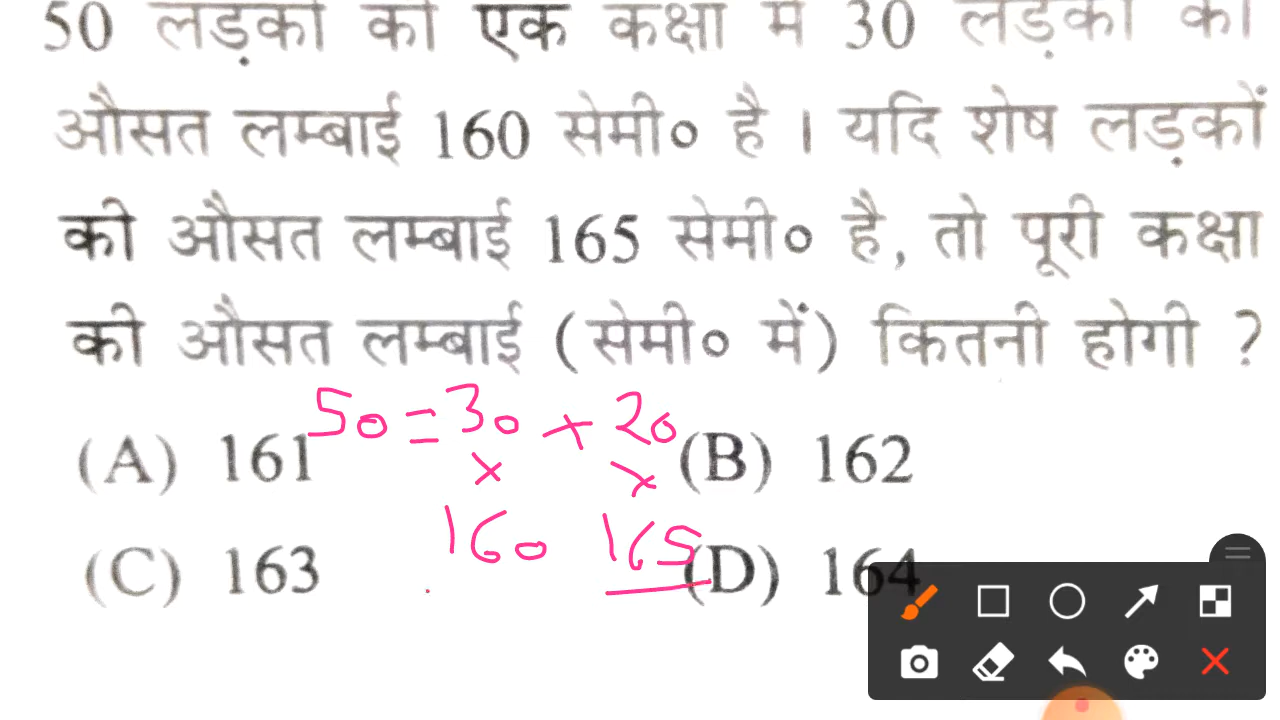 50 लड़कों की एक कक्षा में 30 लड़कों की
औसत लम्बाई 160 सेमी० है । यदि शेष लड़कों
की औसत लम्बाई 165 सेमी० है, तो पूरी कक्षा
की औसत लम्बाई (सेमी० में) कितनी होगी ?
50 = 30 + 20
(A) 161 × × (B) 162
160 165
(C) 163 (D) 164